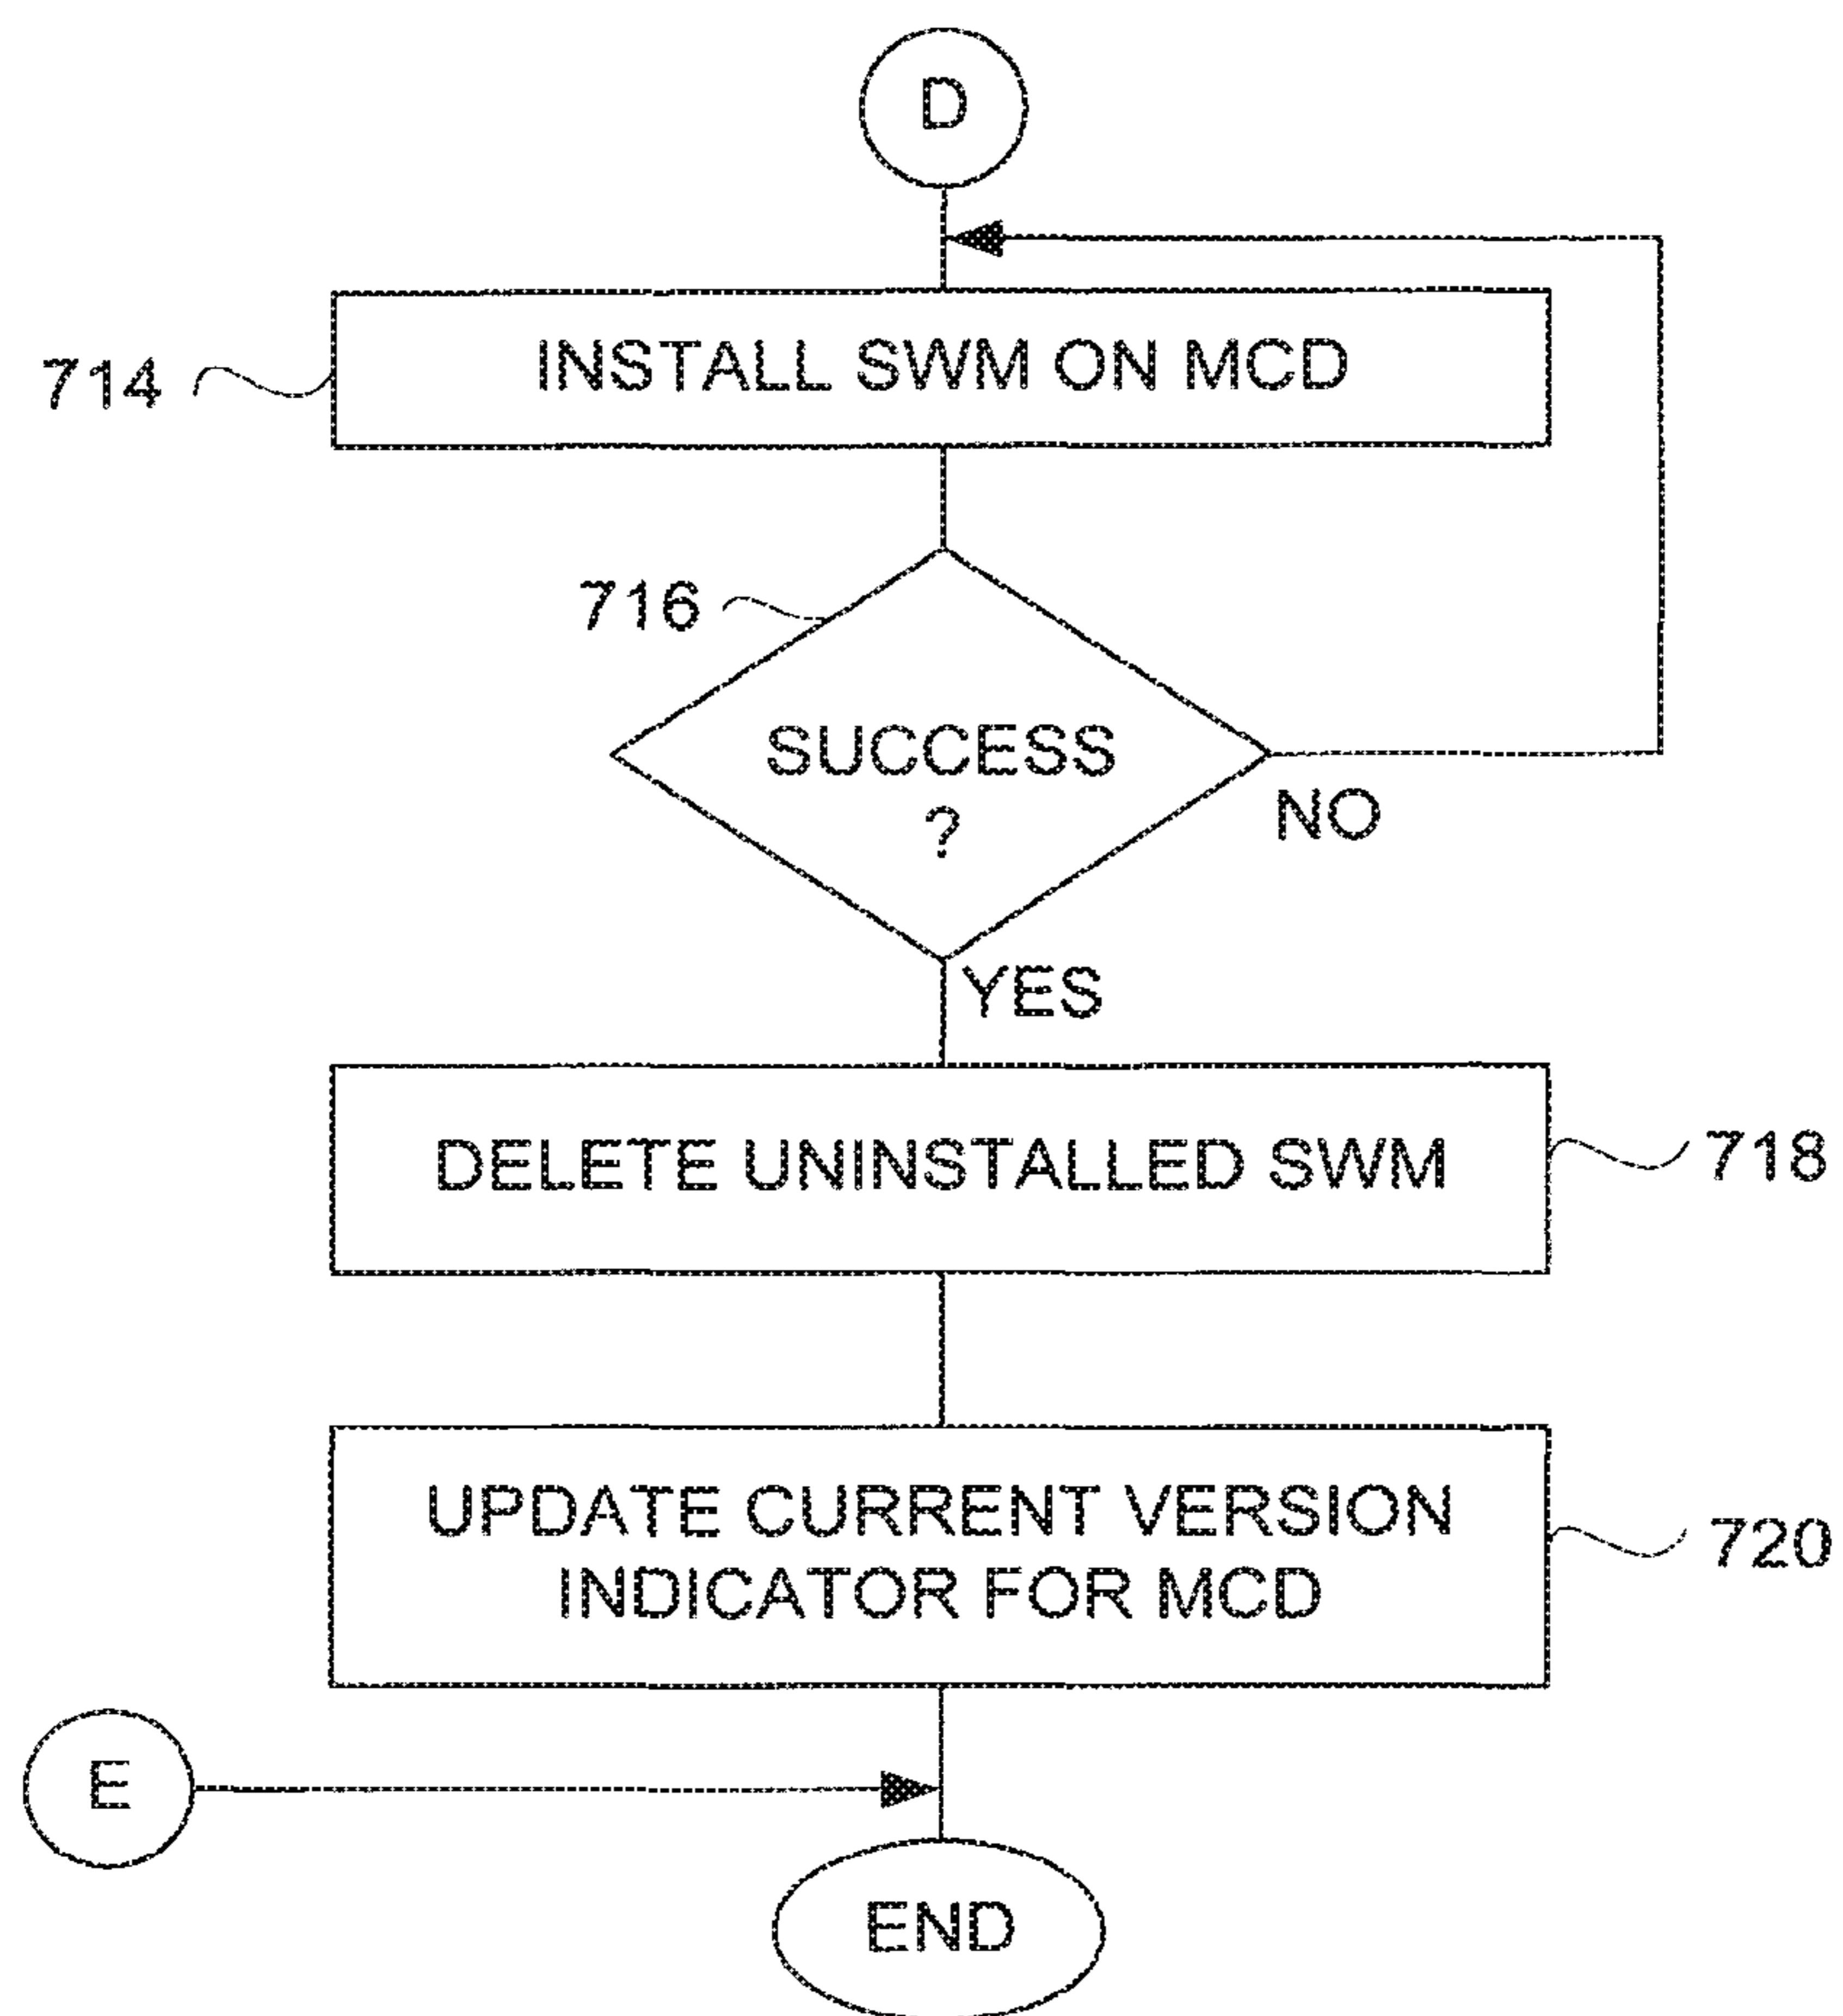 D
714
INSTALL SWM ON MCD
716
SUCCESS
?
NO
YES
DELETE UNINSTALLED SWM
718
UPDATE CURRENT VERSION
INDICATOR FOR MCD
720
E
END